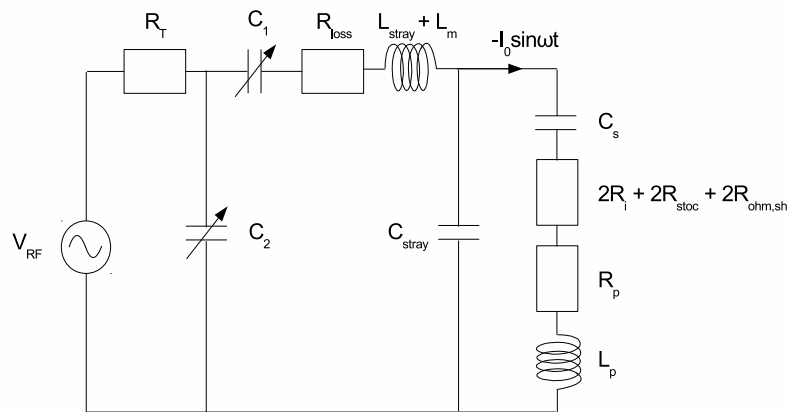 R_T
C_1
R_loss
L_stray + L_m
-I_0sinωt
C_s
2R_i + 2R_stoc + 2R_ohm,sh
V_RF
C_2
C_stray
R_p
L_p